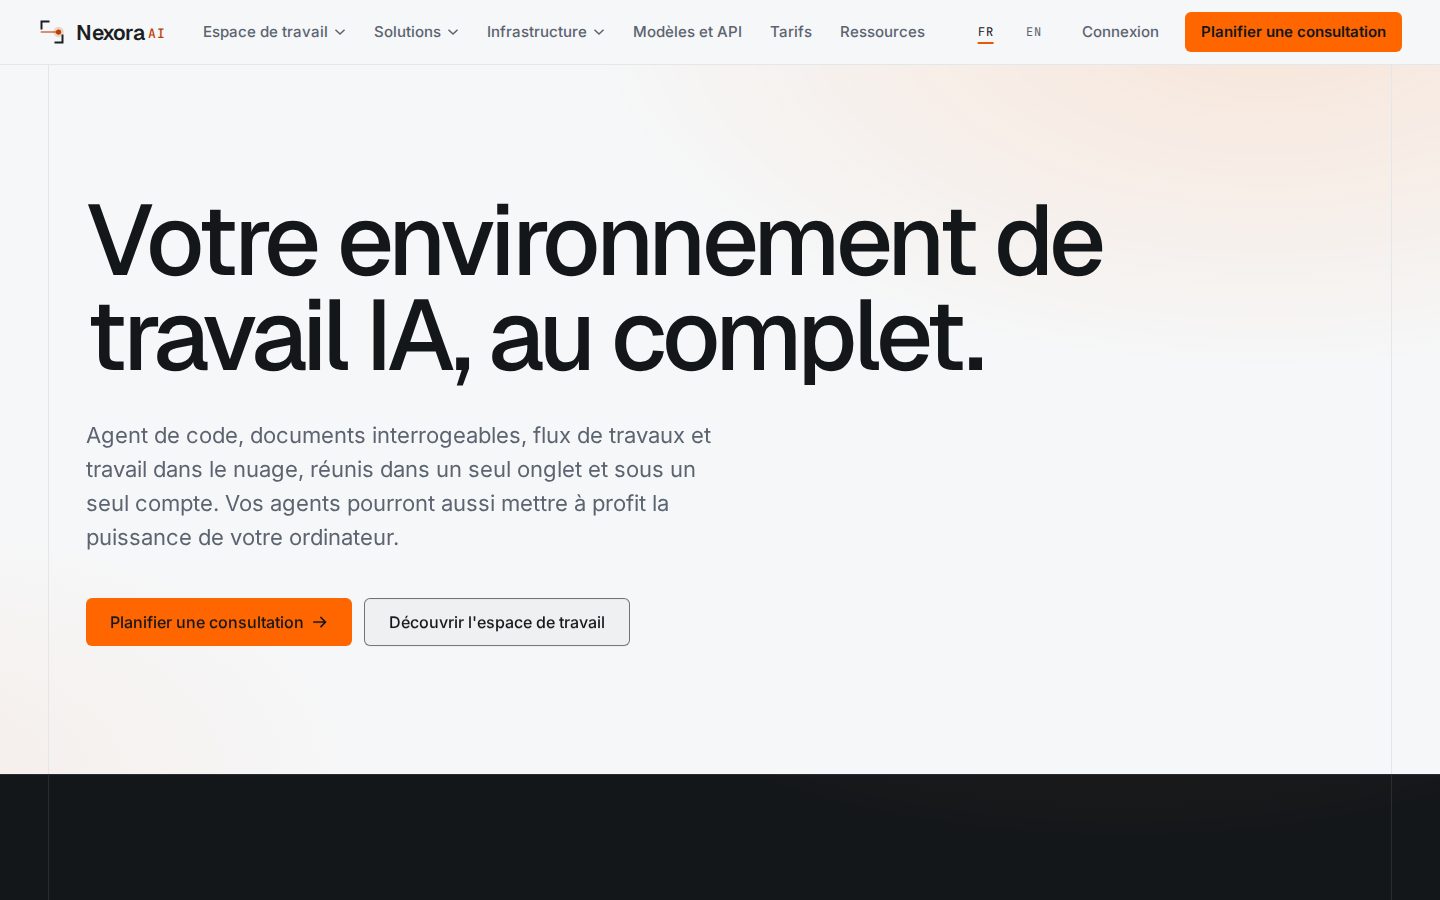 Nexora AI
Espace de travail
Solutions
Infrastructure
Modèles et API
Tarifs
Ressources
FR
EN
Connexion
Planifier une consultation
Votre environnement de
travail IA, au complet.
Agent de code, documents interrogeables, flux de travaux et
travail dans le nuage, réunis dans un seul onglet et sous un
seul compte. Vos agents pourront aussi mettre à profit la
puissance de votre ordinateur.
Planifier une consultation →
Découvrir l'espace de travail